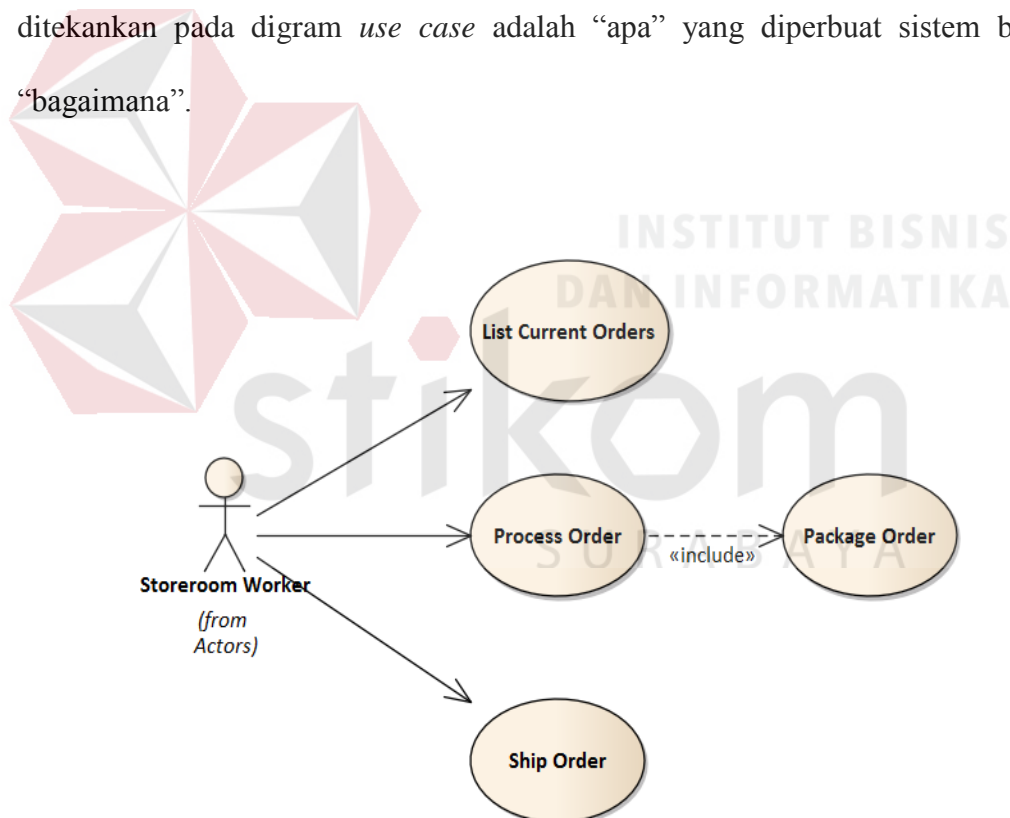 ditekankan pada digram use case adalah “apa” yang diperbuat sistem
“bagaimana”.
INSTITUT BISNIS
DAN INFORMATIKA
stikom
SURABAYA
List Current Orders
Process Order
«include»
Package Order
Storeroom Worker
(from
Actors)
Ship Order